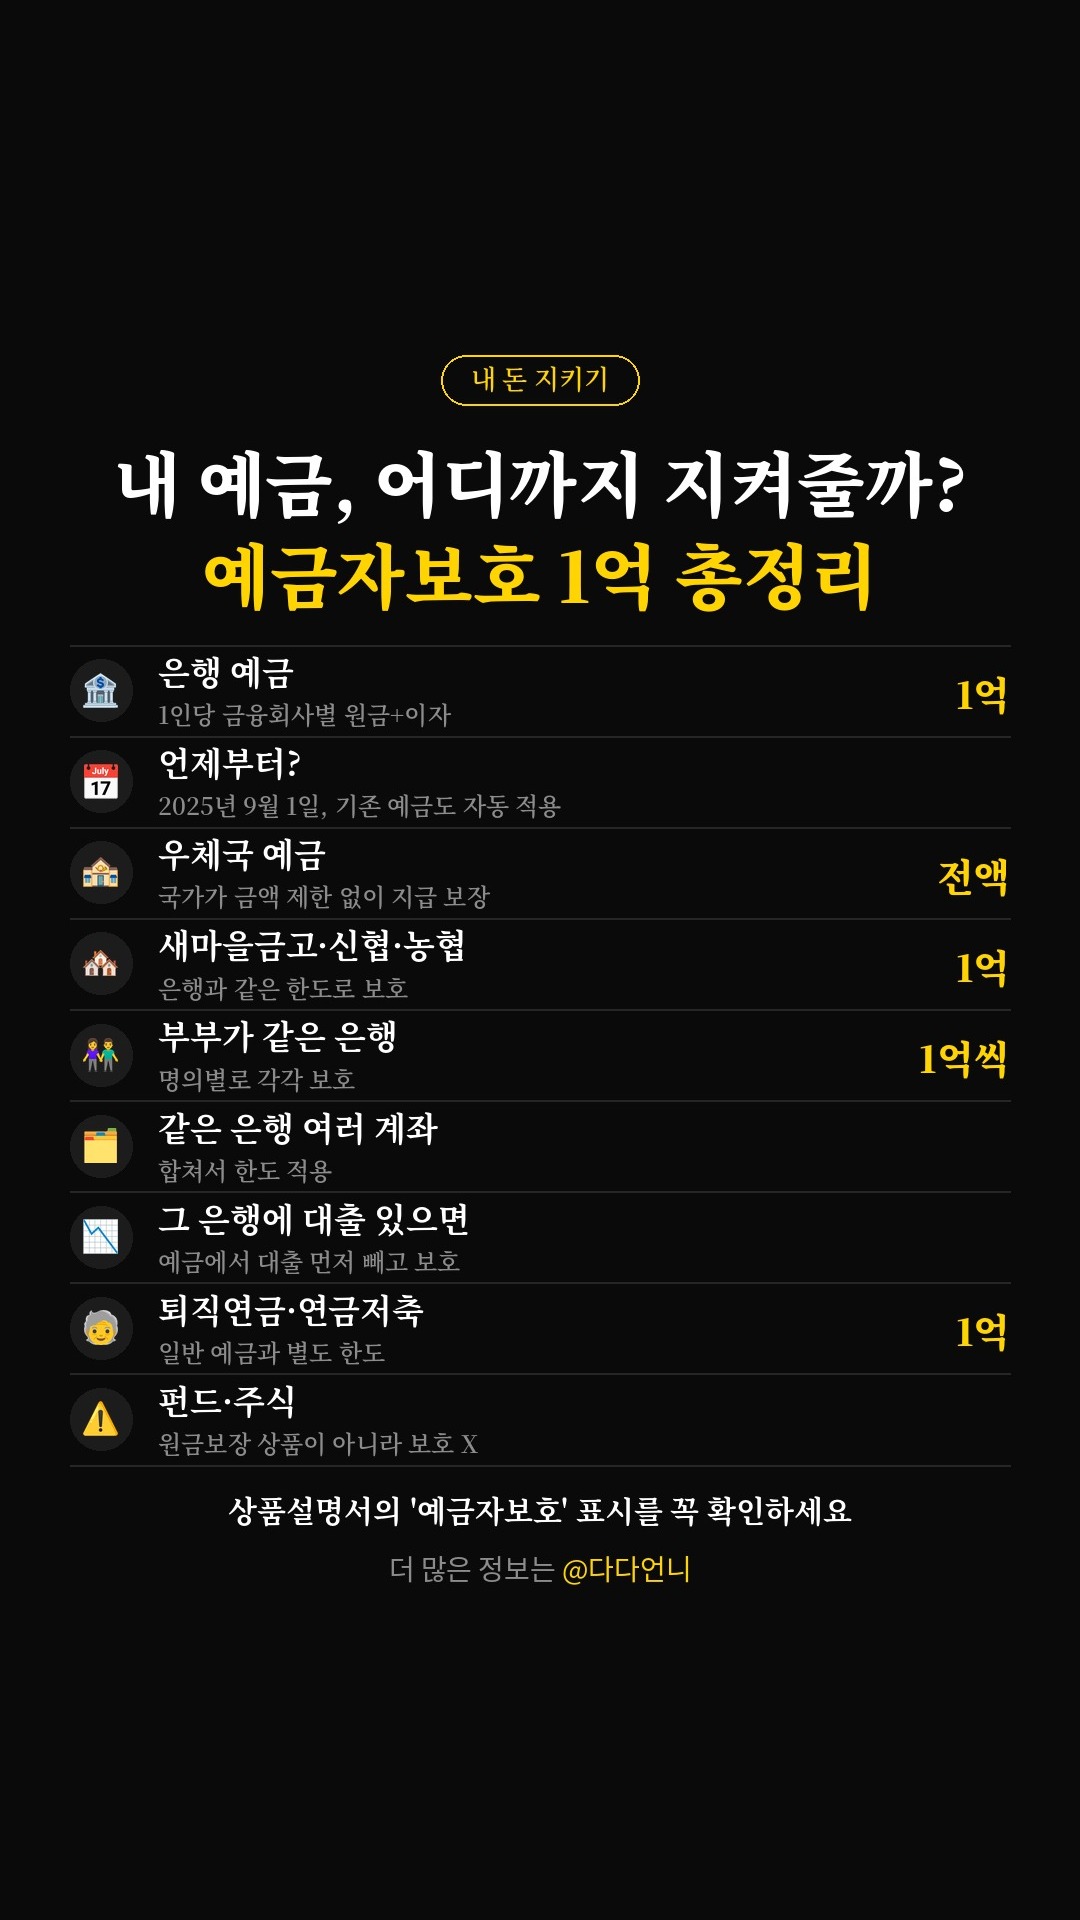 내 돈 지키기
내 예금, 어디까지 지켜줄까?
예금자보호 1억 총정리
은행 예금
1인당 금융회사별 원금+이자
1억
July
17
언제부터?
2025년 9월 1일, 기존 예금도 자동 적용
우체국 예금
국가가 금액 제한 없이 지급 보장
전액
새마을금고·신협·농협
은행과 같은 한도로 보호
1억
부부가 같은 은행
명의별로 각각 보호
1억씩
같은 은행 여러 계좌
합쳐서 한도 적용
그 은행에 대출 있으면
예금에서 대출 먼저 빼고 보호
퇴직연금·연금저축
일반 예금과 별도 한도
1억
펀드·주식
원금보장 상품이 아니라 보호 X
상품설명서의 '예금자보호' 표시를 꼭 확인하세요
더 많은 정보는 @다다언니